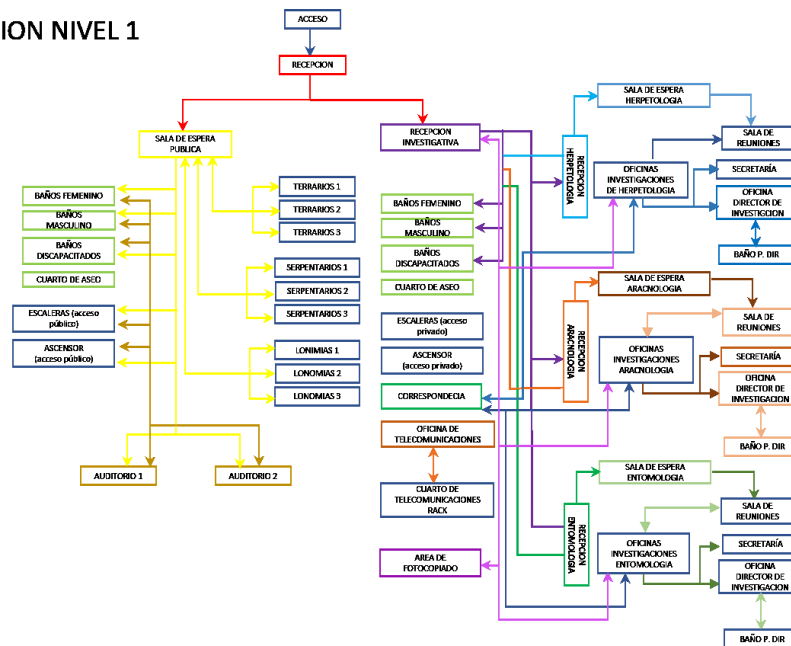 ION NIVEL 1
ACCESO
RECEPCION
SALA DE ESPERA
PUBLICA
BAÑOS FEMENINO
BAÑOS
MASCULINO
BAÑOS
DISCAPACITADOS
CUARTO DE ASEO
ESCALERAS (acceso
público)
ASCENSOR
(acceso público)
TERRARIOS 1
TERRARIOS 2
TERRARIOS 3
SERPENTARIOS 1
SERPENTARIOS 2
SERPENTARIOS 3
LONIMIAS 1
LONOMIAS 2
LONOMIAS 3
AUDITORIO 1
AUDITORIO 2
RECEPCION
INVESTIGATIVA
BAÑOS FEMENINO
BAÑOS
MASCULINO
BAÑOS
DISCAPACITADOS
CUARTO DE ASEO
ESCALERAS (acceso
privado)
ASCENSOR
(acceso privado)
CORRESPONDECIA
OFICINA DE
TELECOMUNICACIONES
CUARTO DE
TELECOMUNICACIONES
RACK
AREA DE
FOTOCOPIADO
RECEPCION
HERPETOLOGIA
SALA DE ESPERA
HERPETOLOGIA
OFICINAS
INVESTIGACIONES
DE HERPETOLOGIA
SALA DE
REUNIONES
SECRETARÍA
OFICINA
DIRECTOR DE
INVESTIGCION
BAÑO P. DIR
RECEPCION
ARACNOLOGIA
SALA DE ESPERA
ARACNOLOGIA
OFICINAS
INVESTIGACIONES
ARACNOLOGIA
SALA DE
REUNIONES
SECRETARÍA
OFICINA
DIRECTOR DE
INVESTIGACION
BAÑO P. DIR
RECEPCION
ENTOMOLOGIA
SALA DE ESPERA
ENTOMOLOGIA
OFICINAS
INVESTIGACIONES
ENTOMOLOGIA
SALA DE
REUNIONES
SECRETARÍA
OFICINA
DIRECTOR DE
INVESTIGACION
BAÑO P. DIR